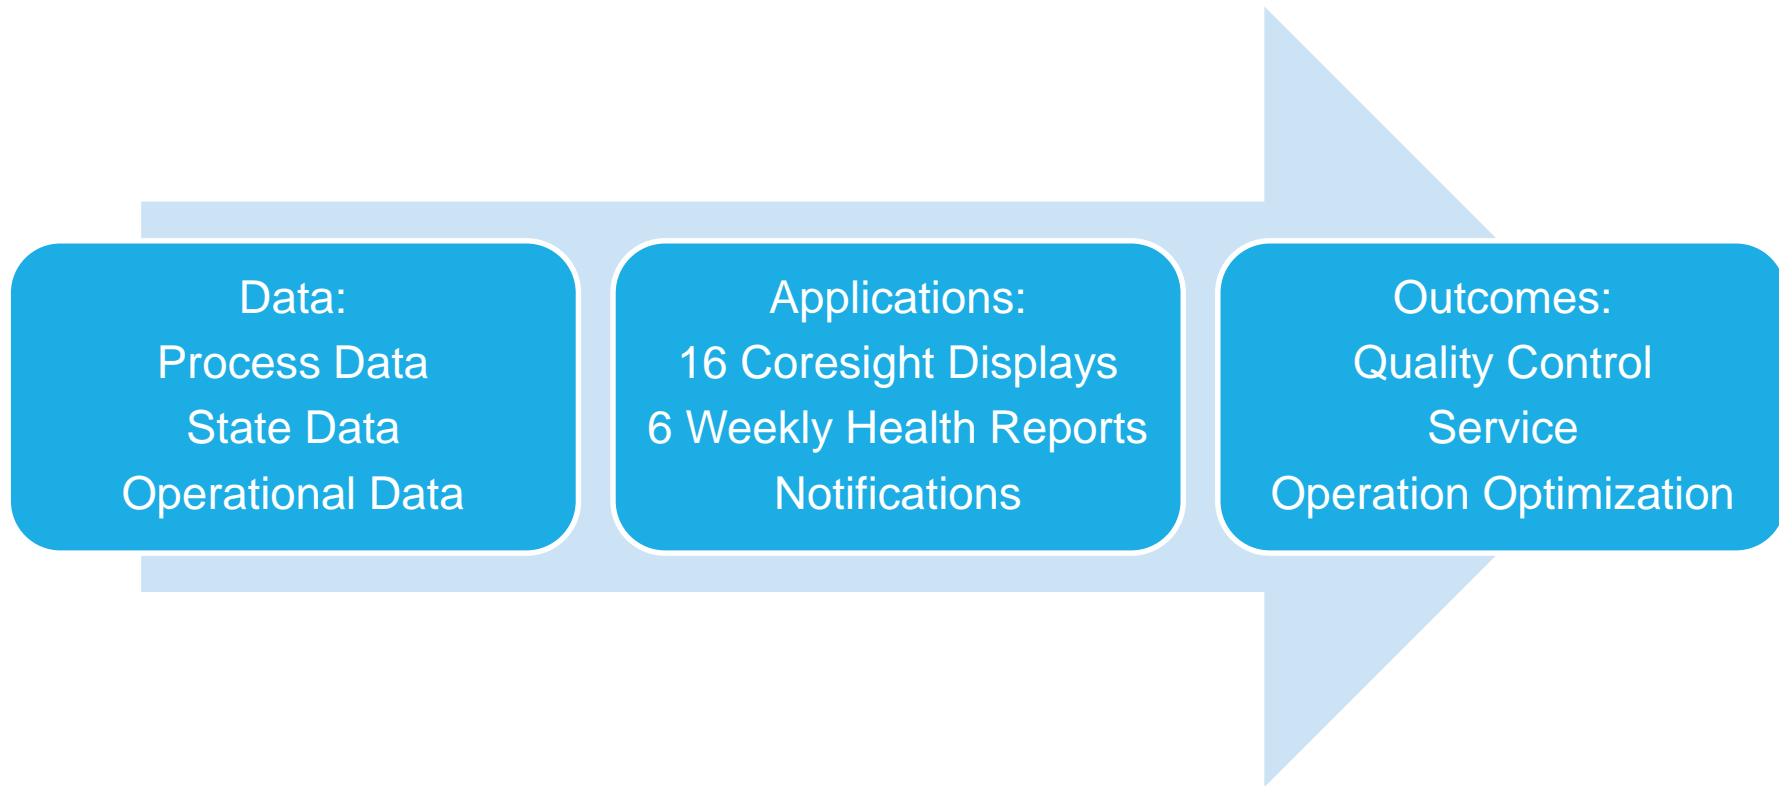 Data:
Process Data
State Data
Operational Data
Applications:
16 Coresight Displays
6 Weekly Health Reports
Notifications
Outcomes:
Quality Control
Service
Operation Optimization